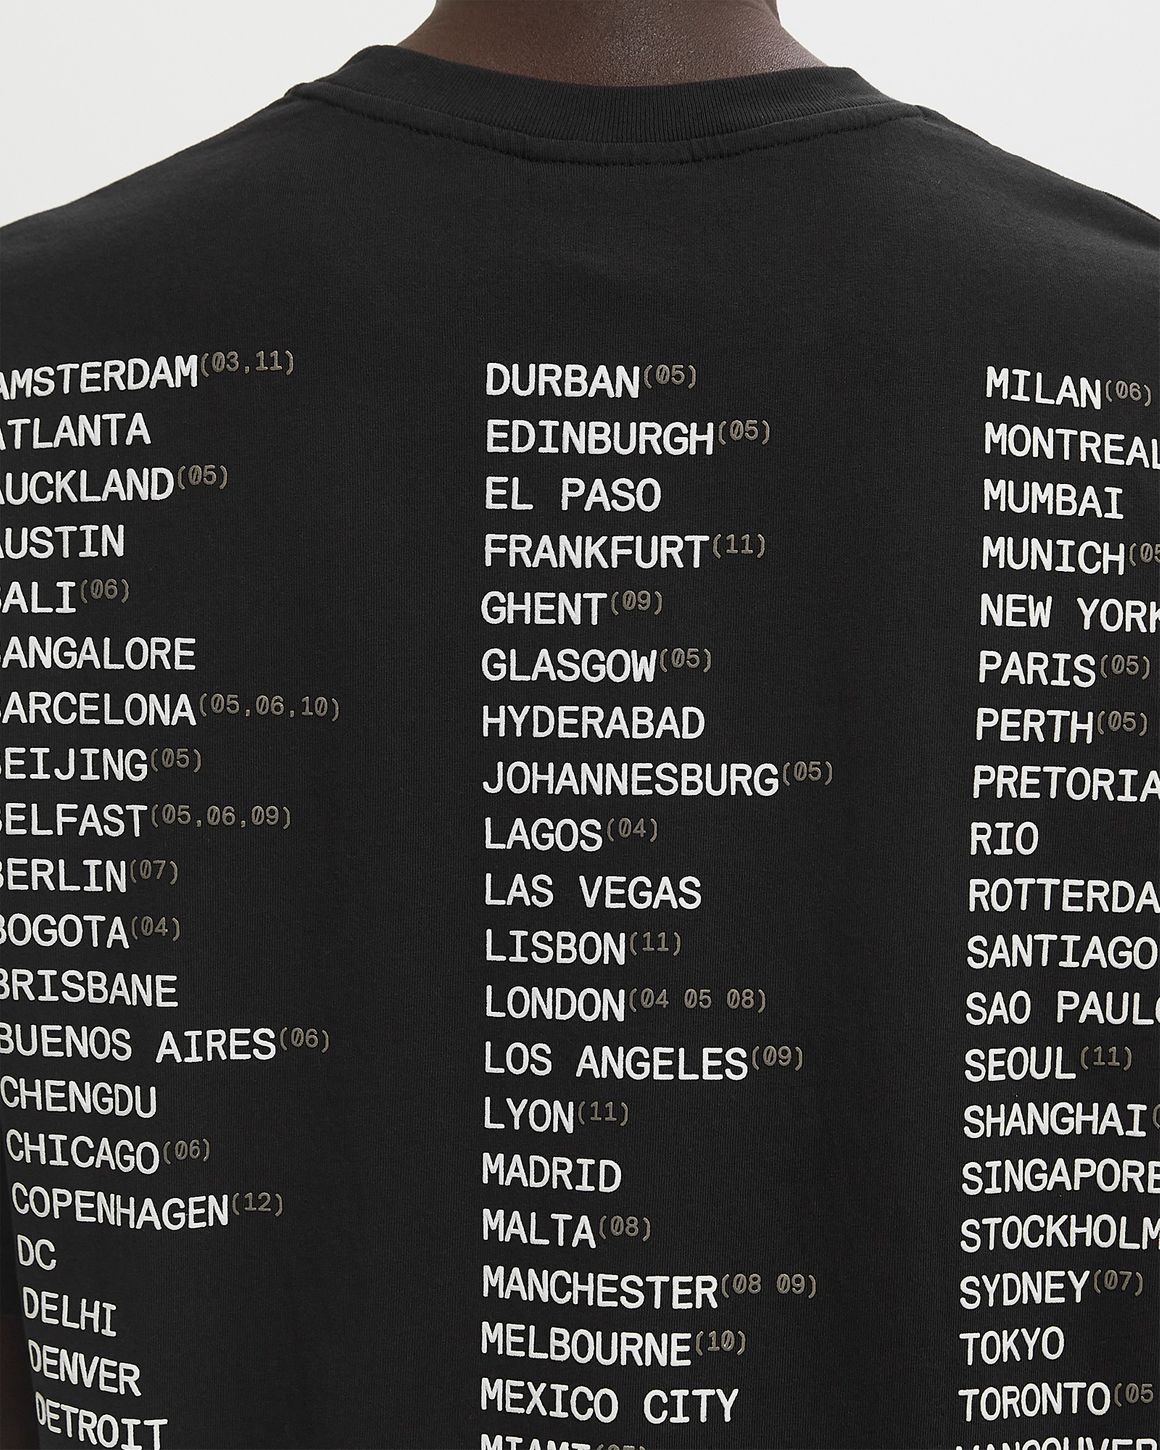 AMSTERDAM(03,11)
ATLANTA
AUCKLAND(05)
AUSTIN
BALI(06)
BANGALORE
BARCELONA(05,06,10)
BEIJING(05)
BELFAST(05,06,09)
BERLIN(07)
BOGOTA(04)
BRISBANE
BUENOS AIRES(06)
CHENGDU
CHICAGO(06)
COPENHAGEN(12)
DC
DELHI
DENVER
DETROIT
DURBAN(05)
EDINBURGH(05)
EL PASO
FRANKFURT(11)
GHENT(09)
GLASGOW(05)
HYDERABAD
JOHANNESBURG(05)
LAGOS(04)
LAS VEGAS
LISBON(11)
LONDON(04 05 08)
LOS ANGELES(09)
LYON(11)
MADRID
MALTA(08)
MANCHESTER(08 09)
MELBOURNE(10)
MEXICO CITY
MIAMI
MILAN(06)
MONTREAL
MUMBAI
MUNICH(05
NEW YORK
PARIS(05)
PERTH(05)
PRETORIA
RIO
ROTTERDA
SANTIAGO
SAO PAULO
SEOUL(11)
SHANGHAI(
SINGAPORE
STOCKHOLM
SYDNEY(07)
TOKYO
TORONTO(05
VANCOUVER